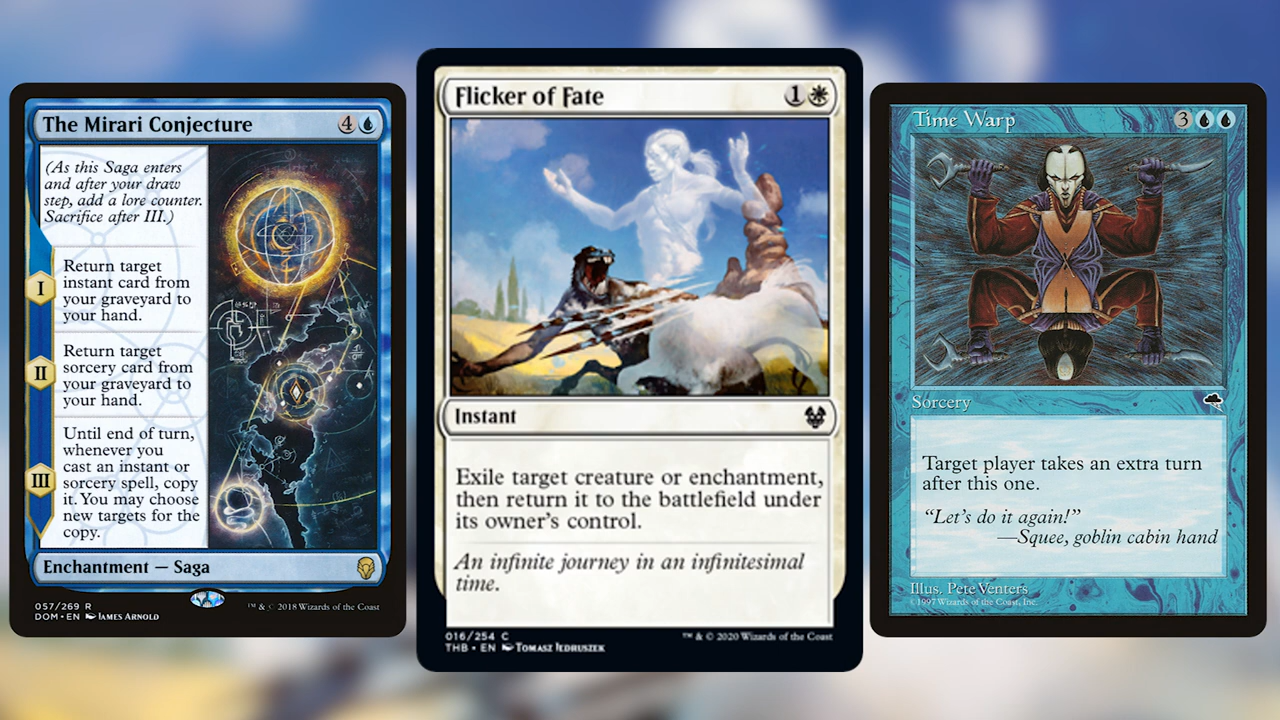 The Mirari Conjecture 4
(As this Saga enters
and after your draw
step, add a lore counter.
Sacrifice after III.)
I
Return target
instant card from
your graveyard to
your hand.
II
Return target
sorcery card from
your graveyard to
your hand.
III
Until end of turn,
whenever you
cast an instant or
sorcery spell, copy
it. You may choose
new targets for the
copy.
Enchantment — Saga
057/269 R
DOM • EN JAMES ARNOLD
™ & © 2018 Wizards of the Coast
Flicker of Fate 1
Instant
Exile target creature or enchantment,
then return it to the battlefield under
its owner's control.
An infinite journey in an infinitesimal
time.
016/254 C
THB • EN TOMASZ JEDRUSZEK
™ & © 2020 Wizards of the Coast
Time Warp 3
Sorcery
Target player takes an extra turn
after this one.
“Let's do it again!”
—Squee, goblin cabin hand
Illus. Pete Venters
©1997 Wizards of the Coast, Inc.